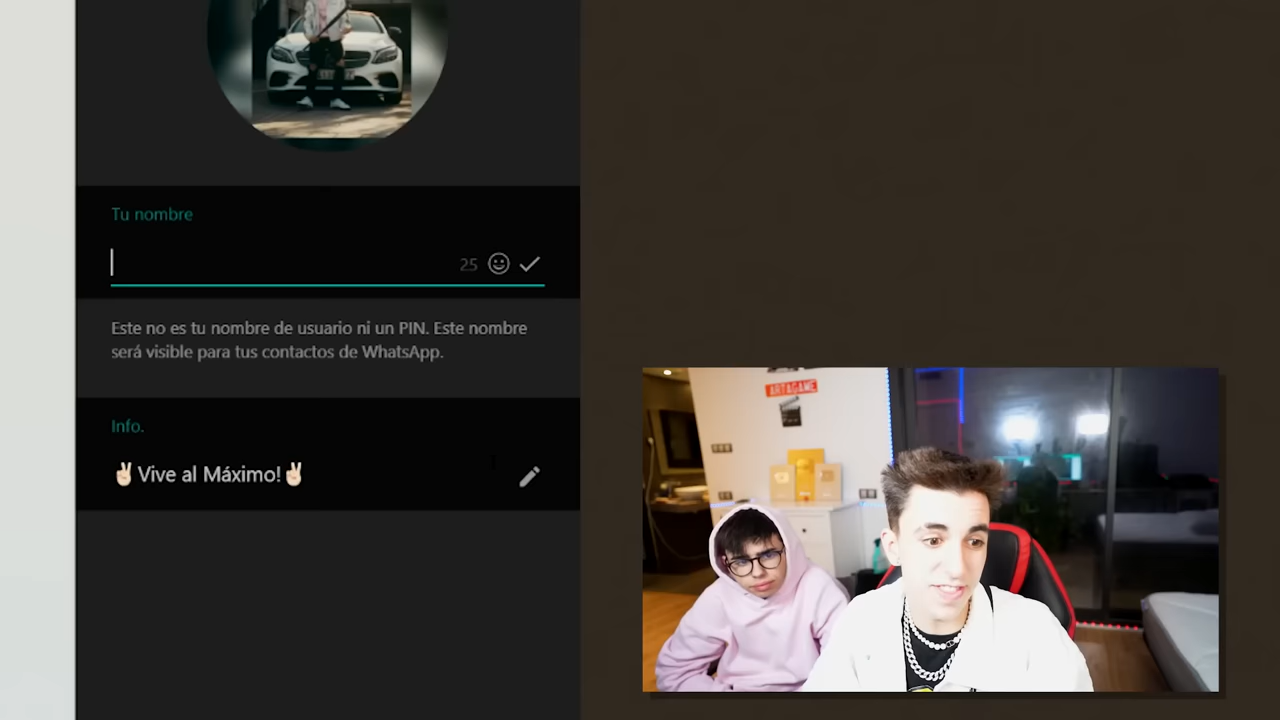 Tu nombre
25
Este no es tu nombre de usuario ni un PIN. Este nombre
será visible para tus contactos de WhatsApp.
Info.
✌🏻Vive al Máximo!✌🏻
ARTAGAME